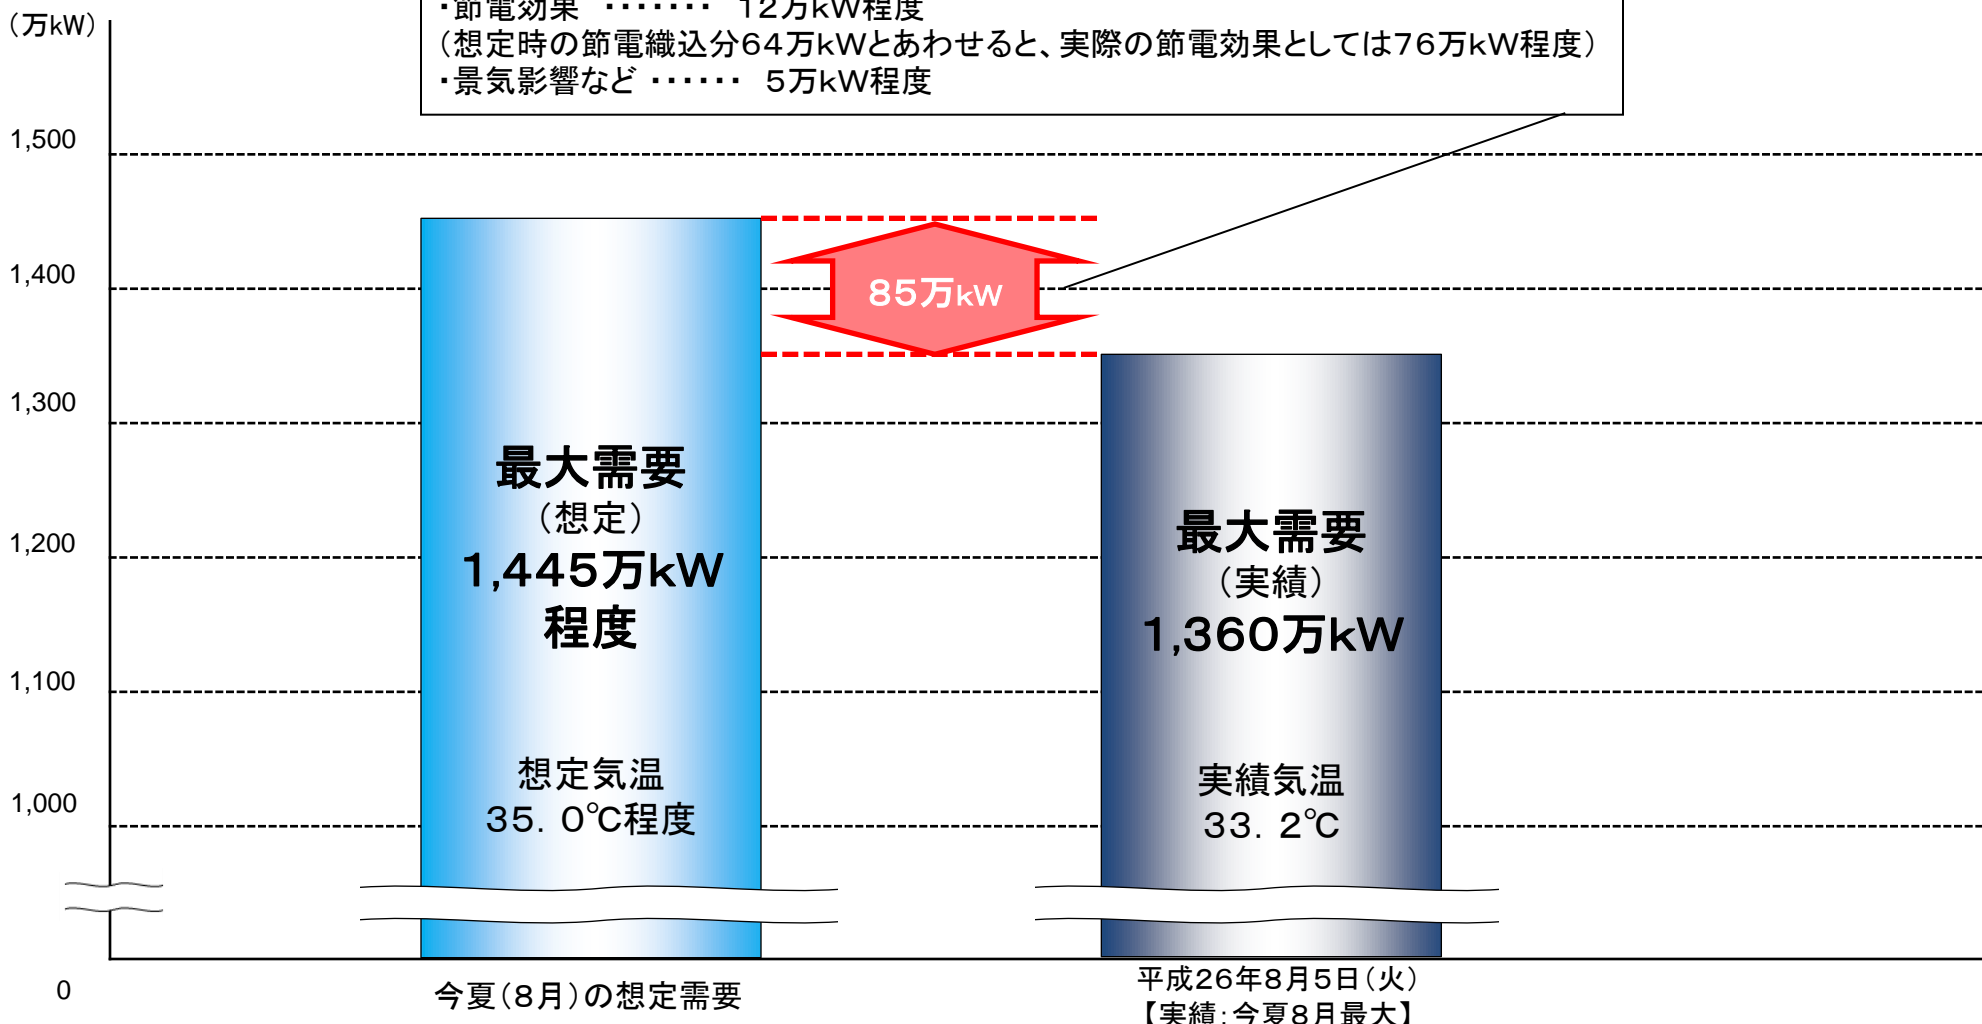 ・節電効果 ・・・・・・・ 12万kW程度
（万kW）
（想定時の節電織込分64万kWとあわせると、実際の節電効果としては76万kW程度）
・景気影響など ・・・・・・ 5万kW程度
1,500
1,400
85万kW
1,300
最大需要
（想定）
1,445万kW
程度
最大需要
（実績）
1,360万kW
1,200
1,100
想定気温
35．0℃程度
実績気温
33．2℃
1,000
0
今夏（8月）の想定需要
平成26年8月5日（火）
【実績：今夏8月最大】